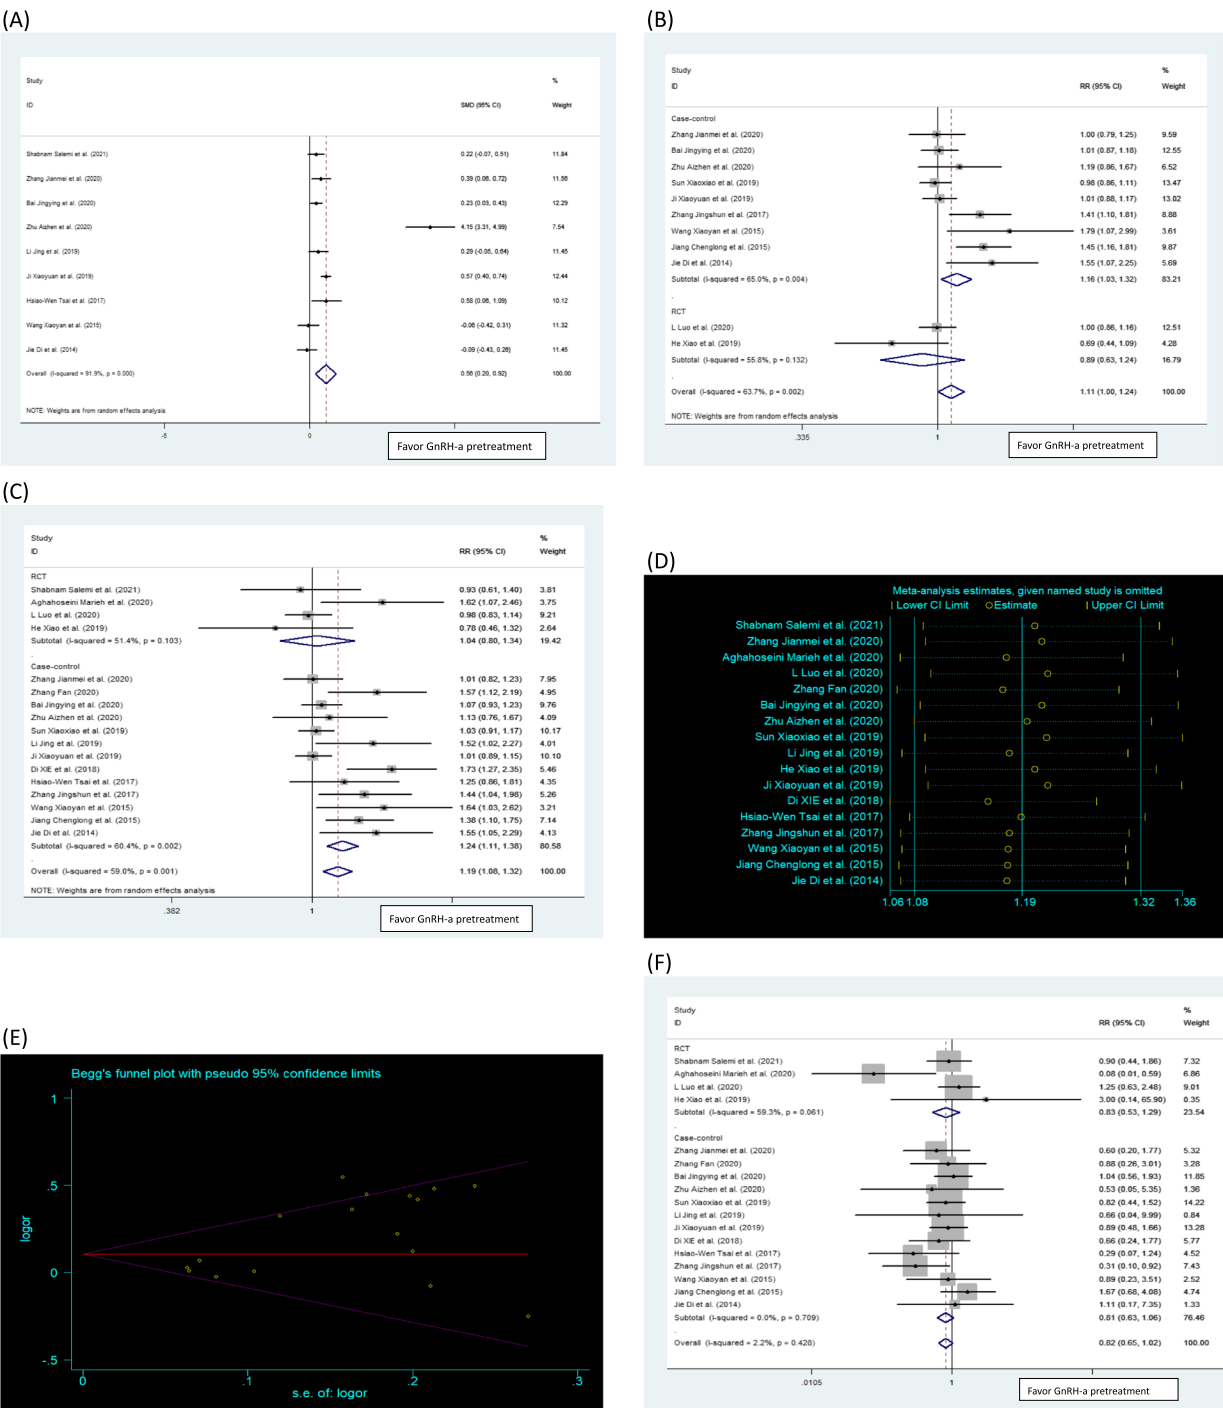 (A)
Study
%
ID
SMD (95% CI)
Weight
Shabnam Salemi et al. (2021) 0.22 (-0.07, 0.51) 11.84
Zhang Jianmei et al. (2020) 0.39 (0.06, 0.72) 11.56
Bai Jingying et al. (2020) 0.23 (0.03, 0.43) 12.29
Zhu Aizhen et al. (2020) 4.15 (3.31, 4.99) 7.54
Li Jing et al. (2019) 0.29 (-0.05, 0.64) 11.45
Ji Xiaoyuan et al. (2019) 0.57 (0.40, 0.74) 12.44
Hsiao-Wen Tsai et al. (2017) 0.58 (0.06, 1.09) 10.12
Wang Xiaoyan et al. (2015) -0.06 (-0.42, 0.31) 11.32
Jie Di et al. (2014) -0.09 (-0.43, 0.26) 11.45
Overall (I-squared = 91.9%, p = 0.000) 0.56 (0.20, 0.92) 100.00
NOTE: Weights are from random effects analysis
-5 0
Favor GnRH-a pretreatment
(B)
Study
%
ID
RR (95% CI)
Weight
Case-control
Zhang Jianmei et al. (2020) 1.00 (0.79, 1.25) 9.59
Bai Jingying et al. (2020) 1.01 (0.87, 1.18) 12.55
Zhu Aizhen et al. (2020) 1.19 (0.86, 1.67) 6.52
Sun Xiaoxiao et al. (2019) 0.98 (0.86, 1.11) 13.47
Ji Xiaoyuan et al. (2019) 1.01 (0.88, 1.17) 13.02
Zhang Jingshun et al. (2017) 1.41 (1.10, 1.81) 8.88
Wang Xiaoyan et al. (2015) 1.79 (1.07, 2.99) 3.61
Jiang Chenglong et al. (2015) 1.45 (1.16, 1.81) 9.87
Jie Di et al. (2014) 1.55 (1.07, 2.25) 5.69
Subtotal (I-squared = 65.0%, p = 0.004) 1.16 (1.03, 1.32) 83.21
.
RCT
L Luo et al. (2020) 1.00 (0.86, 1.16) 12.51
He Xiao et al. (2019) 0.69 (0.44, 1.09) 4.28
Subtotal (I-squared = 55.8%, p = 0.132) 0.89 (0.63, 1.24) 16.79
.
Overall (I-squared = 63.7%, p = 0.002) 1.11 (1.00, 1.24) 100.00
NOTE: Weights are from random effects analysis
.335 1
Favor GnRH-a pretreatment
(C)
Study
%
ID
RR (95% CI)
Weight
RCT
Shabnam Salemi et al. (2021) 0.93 (0.61, 1.40) 3.81
Aghahoseini Marieh et al. (2020) 1.62 (1.07, 2.46) 3.75
L Luo et al. (2020) 0.98 (0.83, 1.14) 9.21
He Xiao et al. (2019) 0.78 (0.46, 1.32) 2.64
Subtotal (I-squared = 51.4%, p = 0.103) 1.04 (0.80, 1.34) 19.42
.
Case-control
Zhang Jianmei et al. (2020) 1.01 (0.82, 1.23) 7.95
Zhang Fan (2020) 1.57 (1.12, 2.19) 4.95
Bai Jingying et al. (2020) 1.07 (0.93, 1.23) 9.76
Zhu Aizhen et al. (2020) 1.13 (0.76, 1.67) 4.09
Sun Xiaoxiao et al. (2019) 1.03 (0.91, 1.17) 10.17
Li Jing et al. (2019) 1.52 (1.02, 2.27) 4.01
Ji Xiaoyuan et al. (2019) 1.01 (0.89, 1.15) 10.10
Di XIE et al. (2018) 1.73 (1.27, 2.35) 5.46
Hsiao-Wen Tsai et al. (2017) 1.25 (0.86, 1.81) 4.35
Zhang Jingshun et al. (2017) 1.44 (1.04, 1.98) 5.26
Wang Xiaoyan et al. (2015) 1.64 (1.03, 2.62) 3.21
Jiang Chenglong et al. (2015) 1.38 (1.10, 1.75) 7.14
Jie Di et al. (2014) 1.55 (1.05, 2.29) 4.13
Subtotal (I-squared = 60.4%, p = 0.002) 1.24 (1.11, 1.38) 80.58
.
Overall (I-squared = 59.0%, p = 0.001) 1.19 (1.08, 1.32) 100.00
NOTE: Weights are from random effects analysis
.382 1
Favor GnRH-a pretreatment
(D)
Meta-analysis estimates, given named study is omitted
Lower CI Limit Estimate Upper CI Limit
Shabnam Salemi et al. (2021)
Zhang Jianmei et al. (2020)
Aghahoseini Marieh et al. (2020)
L Luo et al. (2020)
Zhang Fan (2020)
Bai Jingying et al. (2020)
Zhu Aizhen et al. (2020)
Sun Xiaoxiao et al. (2019)
Li Jing et al. (2019)
He Xiao et al. (2019)
Ji Xiaoyuan et al. (2019)
Di XIE et al. (2018)
Hsiao-Wen Tsai et al. (2017)
Zhang Jingshun et al. (2017)
Wang Xiaoyan et al. (2015)
Jiang Chenglong et al. (2015)
Jie Di et al. (2014)
1.06 1.08 1.19 1.32 1.36
(E)
Begg's funnel plot with pseudo 95% confidence limits
logor
1
.5
0
-.5
0 .1 .2 .3
s.e. of: logor
(F)
Study
%
ID
RR (95% CI)
Weight
RCT
Shabnam Salemi et al. (2021) 0.90 (0.44, 1.86) 7.32
Aghahoseini Marieh et al. (2020) 0.08 (0.01, 0.59) 6.86
L Luo et al. (2020) 1.25 (0.63, 2.48) 9.01
He Xiao et al. (2019) 3.00 (0.14, 65.90) 0.35
Subtotal (I-squared = 59.3%, p = 0.061) 0.83 (0.53, 1.29) 23.54
.
Case-control
Zhang Jianmei et al. (2020) 0.60 (0.20, 1.77) 5.32
Zhang Fan (2020) 0.88 (0.26, 3.01) 3.28
Bai Jingying et al. (2020) 1.04 (0.56, 1.93) 11.85
Zhu Aizhen et al. (2020) 0.53 (0.05, 5.35) 1.36
Sun Xiaoxiao et al. (2019) 0.82 (0.44, 1.52) 14.22
Li Jing et al. (2019) 0.66 (0.04, 9.99) 0.84
Ji Xiaoyuan et al. (2019) 0.89 (0.48, 1.66) 13.28
Di XIE et al. (2018) 0.66 (0.24, 1.77) 5.77
Hsiao-Wen Tsai et al. (2017) 0.29 (0.07, 1.24) 4.52
Zhang Jingshun et al. (2017) 0.31 (0.10, 0.92) 7.43
Wang Xiaoyan et al. (2015) 0.89 (0.23, 3.51) 2.52
Jiang Chenglong et al. (2015) 1.67 (0.68, 4.08) 4.74
Jie Di et al. (2014) 1.11 (0.17, 7.35) 1.33
Subtotal (I-squared = 0.0%, p = 0.709) 0.81 (0.63, 1.06) 76.46
.
Overall (I-squared = 2.2%, p = 0.428) 0.82 (0.65, 1.02) 100.00
.0105 1
Favor GnRH-a pretreatment